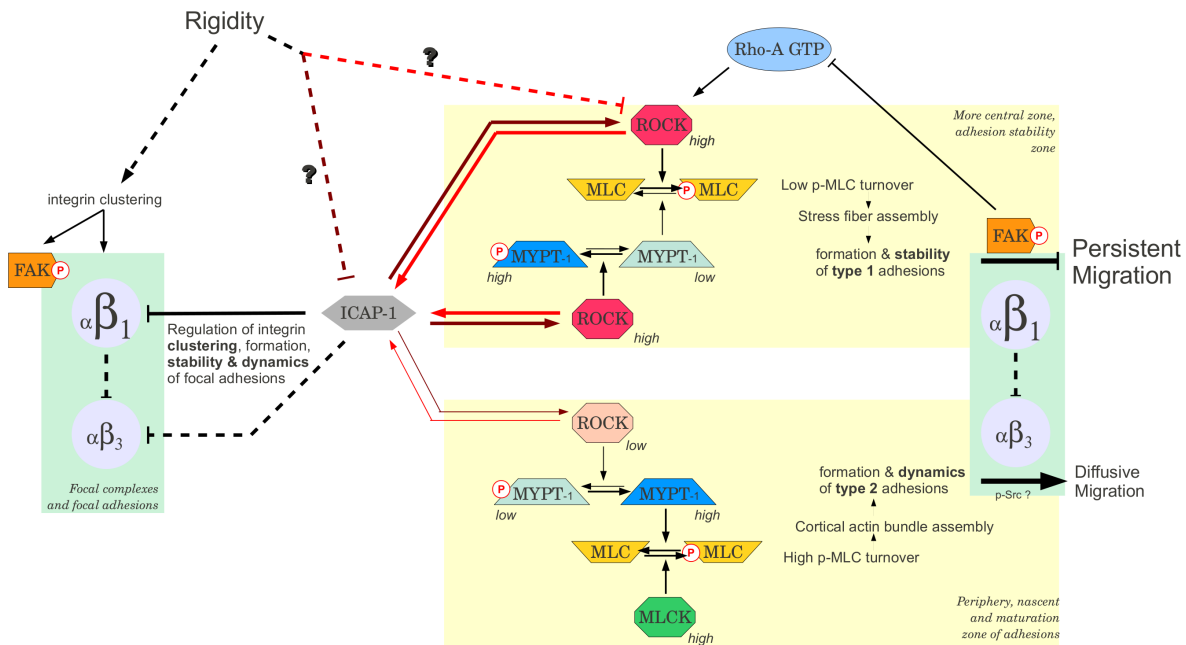 Rigidity
?
?
Rho-A GTP
ROCK
high
More central zone,
adhesion stability
zone
MLC
P
MLC
Low p-MLC turnover
Stress fiber assembly
formation & stability
of type 1 adhesions
P
MYPT-1
high
MYPT-1
low
ROCK
high
integrin clustering
FAK
P
αβ1
αβ3
Focal complexes
and focal adhesions
ICAP-1
Regulation of integrin
clustering, formation,
stability & dynamics
of focal adhesions
FAK
P
Persistent
Migration
αβ1
αβ3
p-Src ?
Diffusive
Migration
ROCK
low
P
MYPT-1
low
MYPT-1
high
MLC
P
MLC
MLCK
high
formation & dynamics
of type 2 adhesions
Cortical actin bundle assembly
High p-MLC turnover
Periphery, nascent
and maturation
zone of adhesions